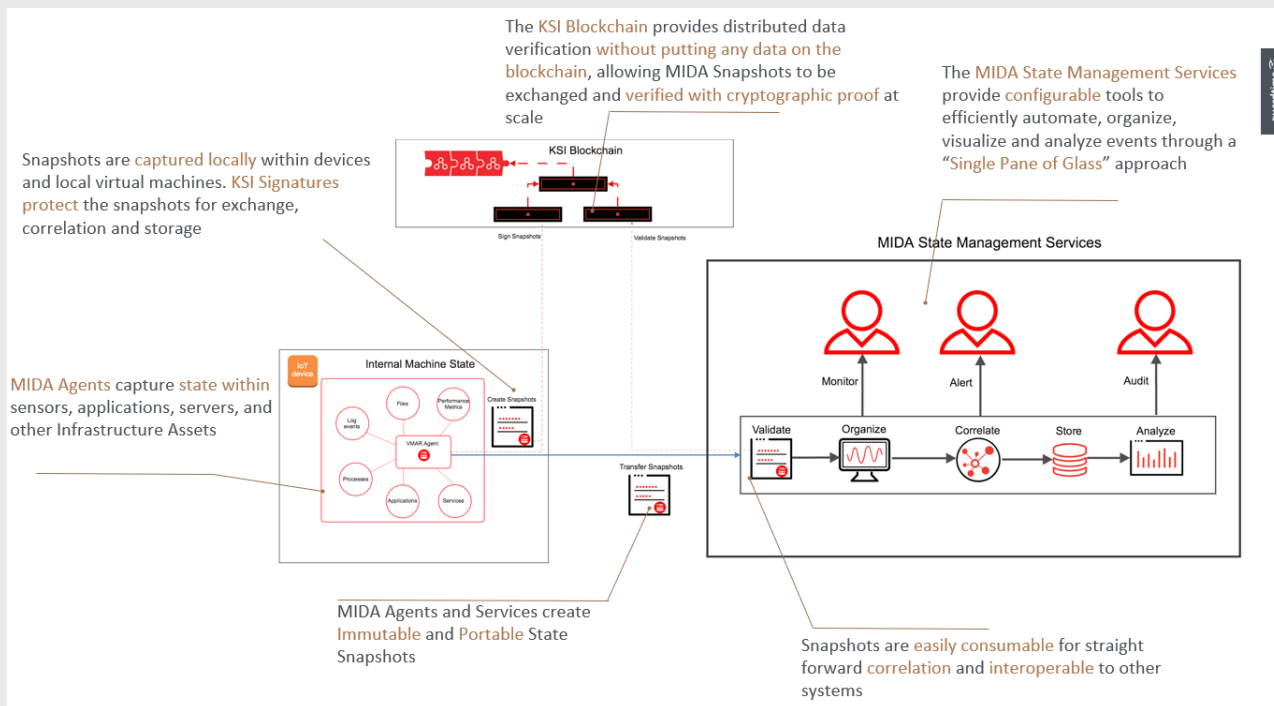 The KSI Blockchain provides distributed data
verification without putting any data on the
blockchain, allowing MIDA Snapshots to be
exchanged and verified with cryptographic proof at
scale
The MIDA State Management Services
provide configurable tools to
efficiently automate, organize,
visualize and analyze events through a
“Single Pane of Glass” approach
Snapshots are captured locally within devices
and local virtual machines. KSI Signatures
protect the snapshots for exchange,
correlation and storage
KSI Blockchain
Sign Snapshots
Validate Snapshots
MIDA State Management Services
Monitor
Alert
Audit
Validate
Organize
Correlate
Store
Analyze
MIDA Agents capture state within
sensors, applications, servers, and
other Infrastructure Assets
IoT
device
Internal Machine State
Files
Performance
Metrics
Log
events
VMAR Agent
Processes
Applications
Services
Create Snapshots
Transfer Snapshots
MIDA Agents and Services create
Immutable and Portable State
Snapshots
Snapshots are easily consumable for straight
forward correlation and interoperable to other
systems